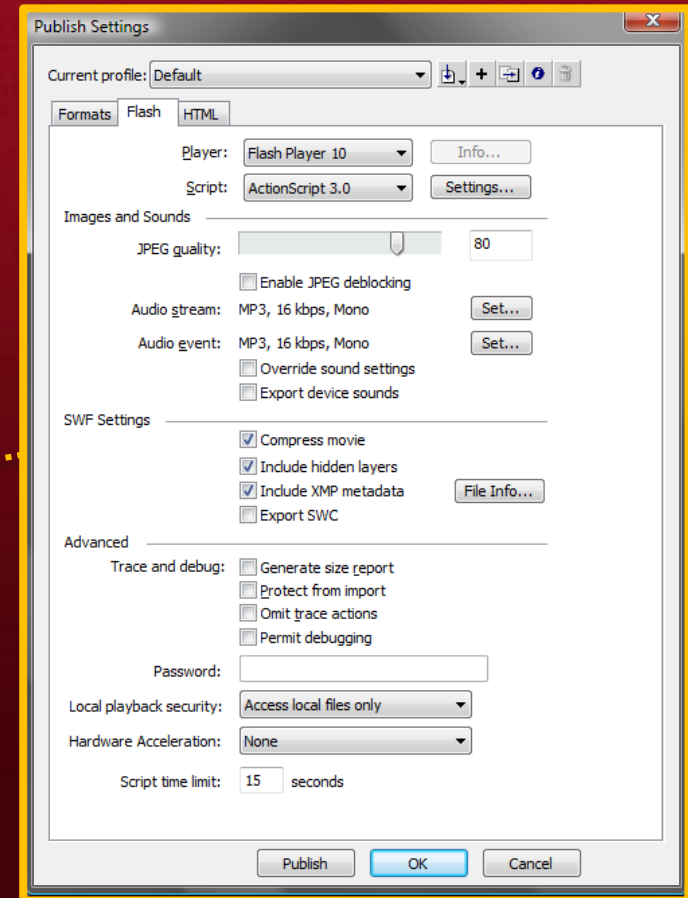 Publish Settings
Current profile: Default
Formats Flash HTML
Player: Flash Player 10 Info...
Script: ActionScript 3.0 Settings...
Images and Sounds
JPEG quality: 80
Enable JPEG deblocking
Audio stream: MP3, 16 kbps, Mono Set...
Audio event: MP3, 16 kbps, Mono Set...
Override sound settings
Export device sounds
SWF Settings
Compress movie
Include hidden layers
Include XMP metadata File Info...
Export SWC
Advanced
Trace and debug: Generate size report
Protect from import
Omit trace actions
Permit debugging
Password:
Local playback security: Access local files only
Hardware Acceleration: None
Script time limit: 15 seconds
Publish OK Cancel